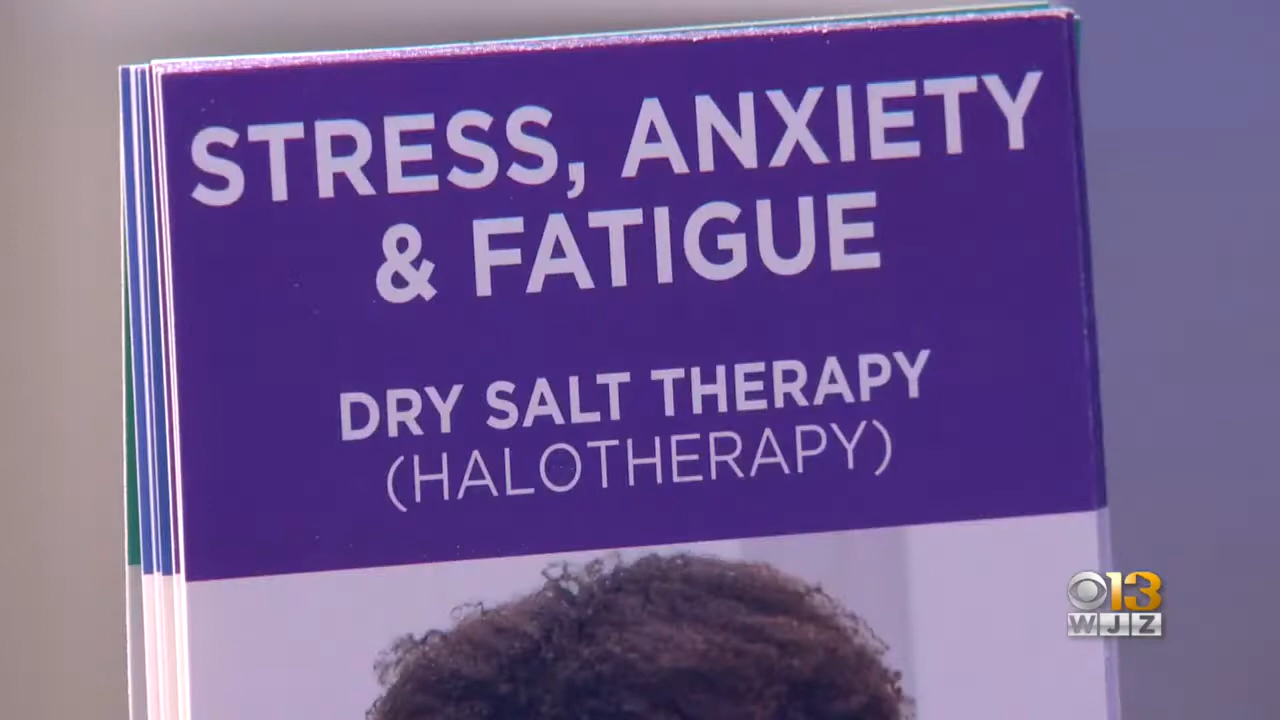 STRESS, ANXIETY
& FATIGUE
DRY SALT THERAPY
(HALOTHERAPY)
13
WJZ